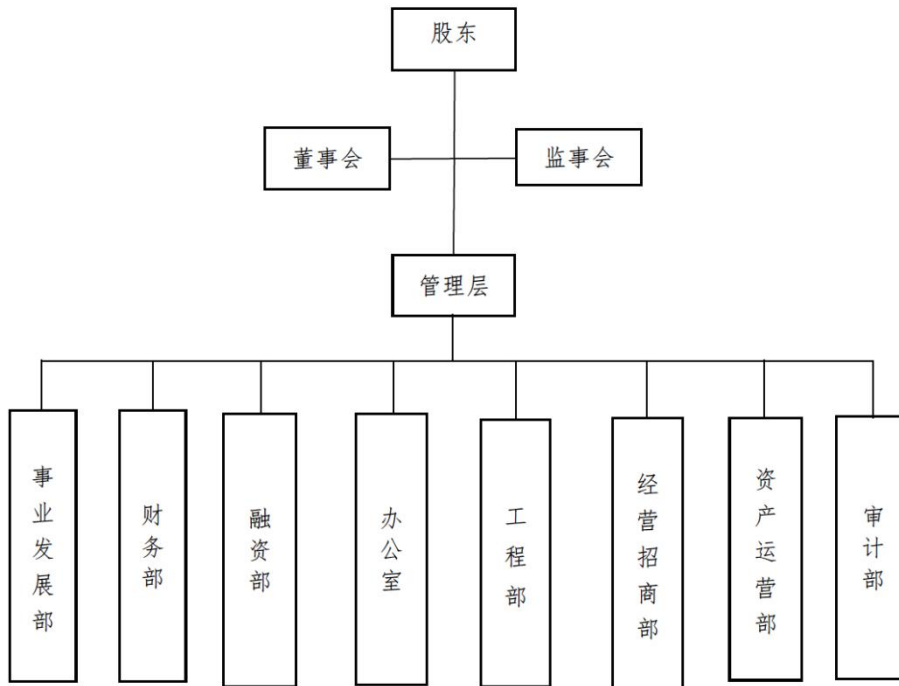 股东
董事会
监事会
管理层
事业发展部
财务部
融资部
办公室
工程部
经营招商部
资产运营部
审计部